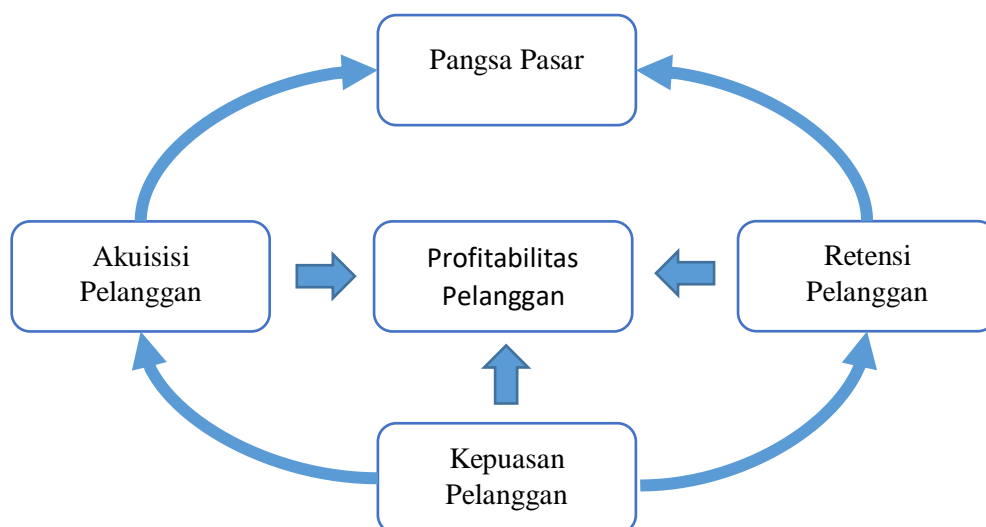 Pangsa Pasar
Akuisisi
Pelanggan
Profitabilitas
Pelanggan
Retensi
Pelanggan
Kepuasan
Pelanggan